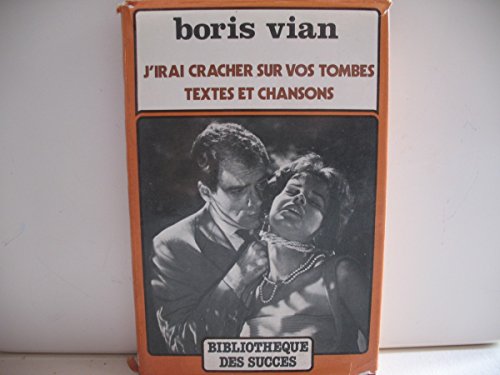 boris vian
J'IRAI CRACHER SUR VOS TOMBES
TEXTES ET CHANSONS
BIBLIOTHEQUE
DES SUCCES